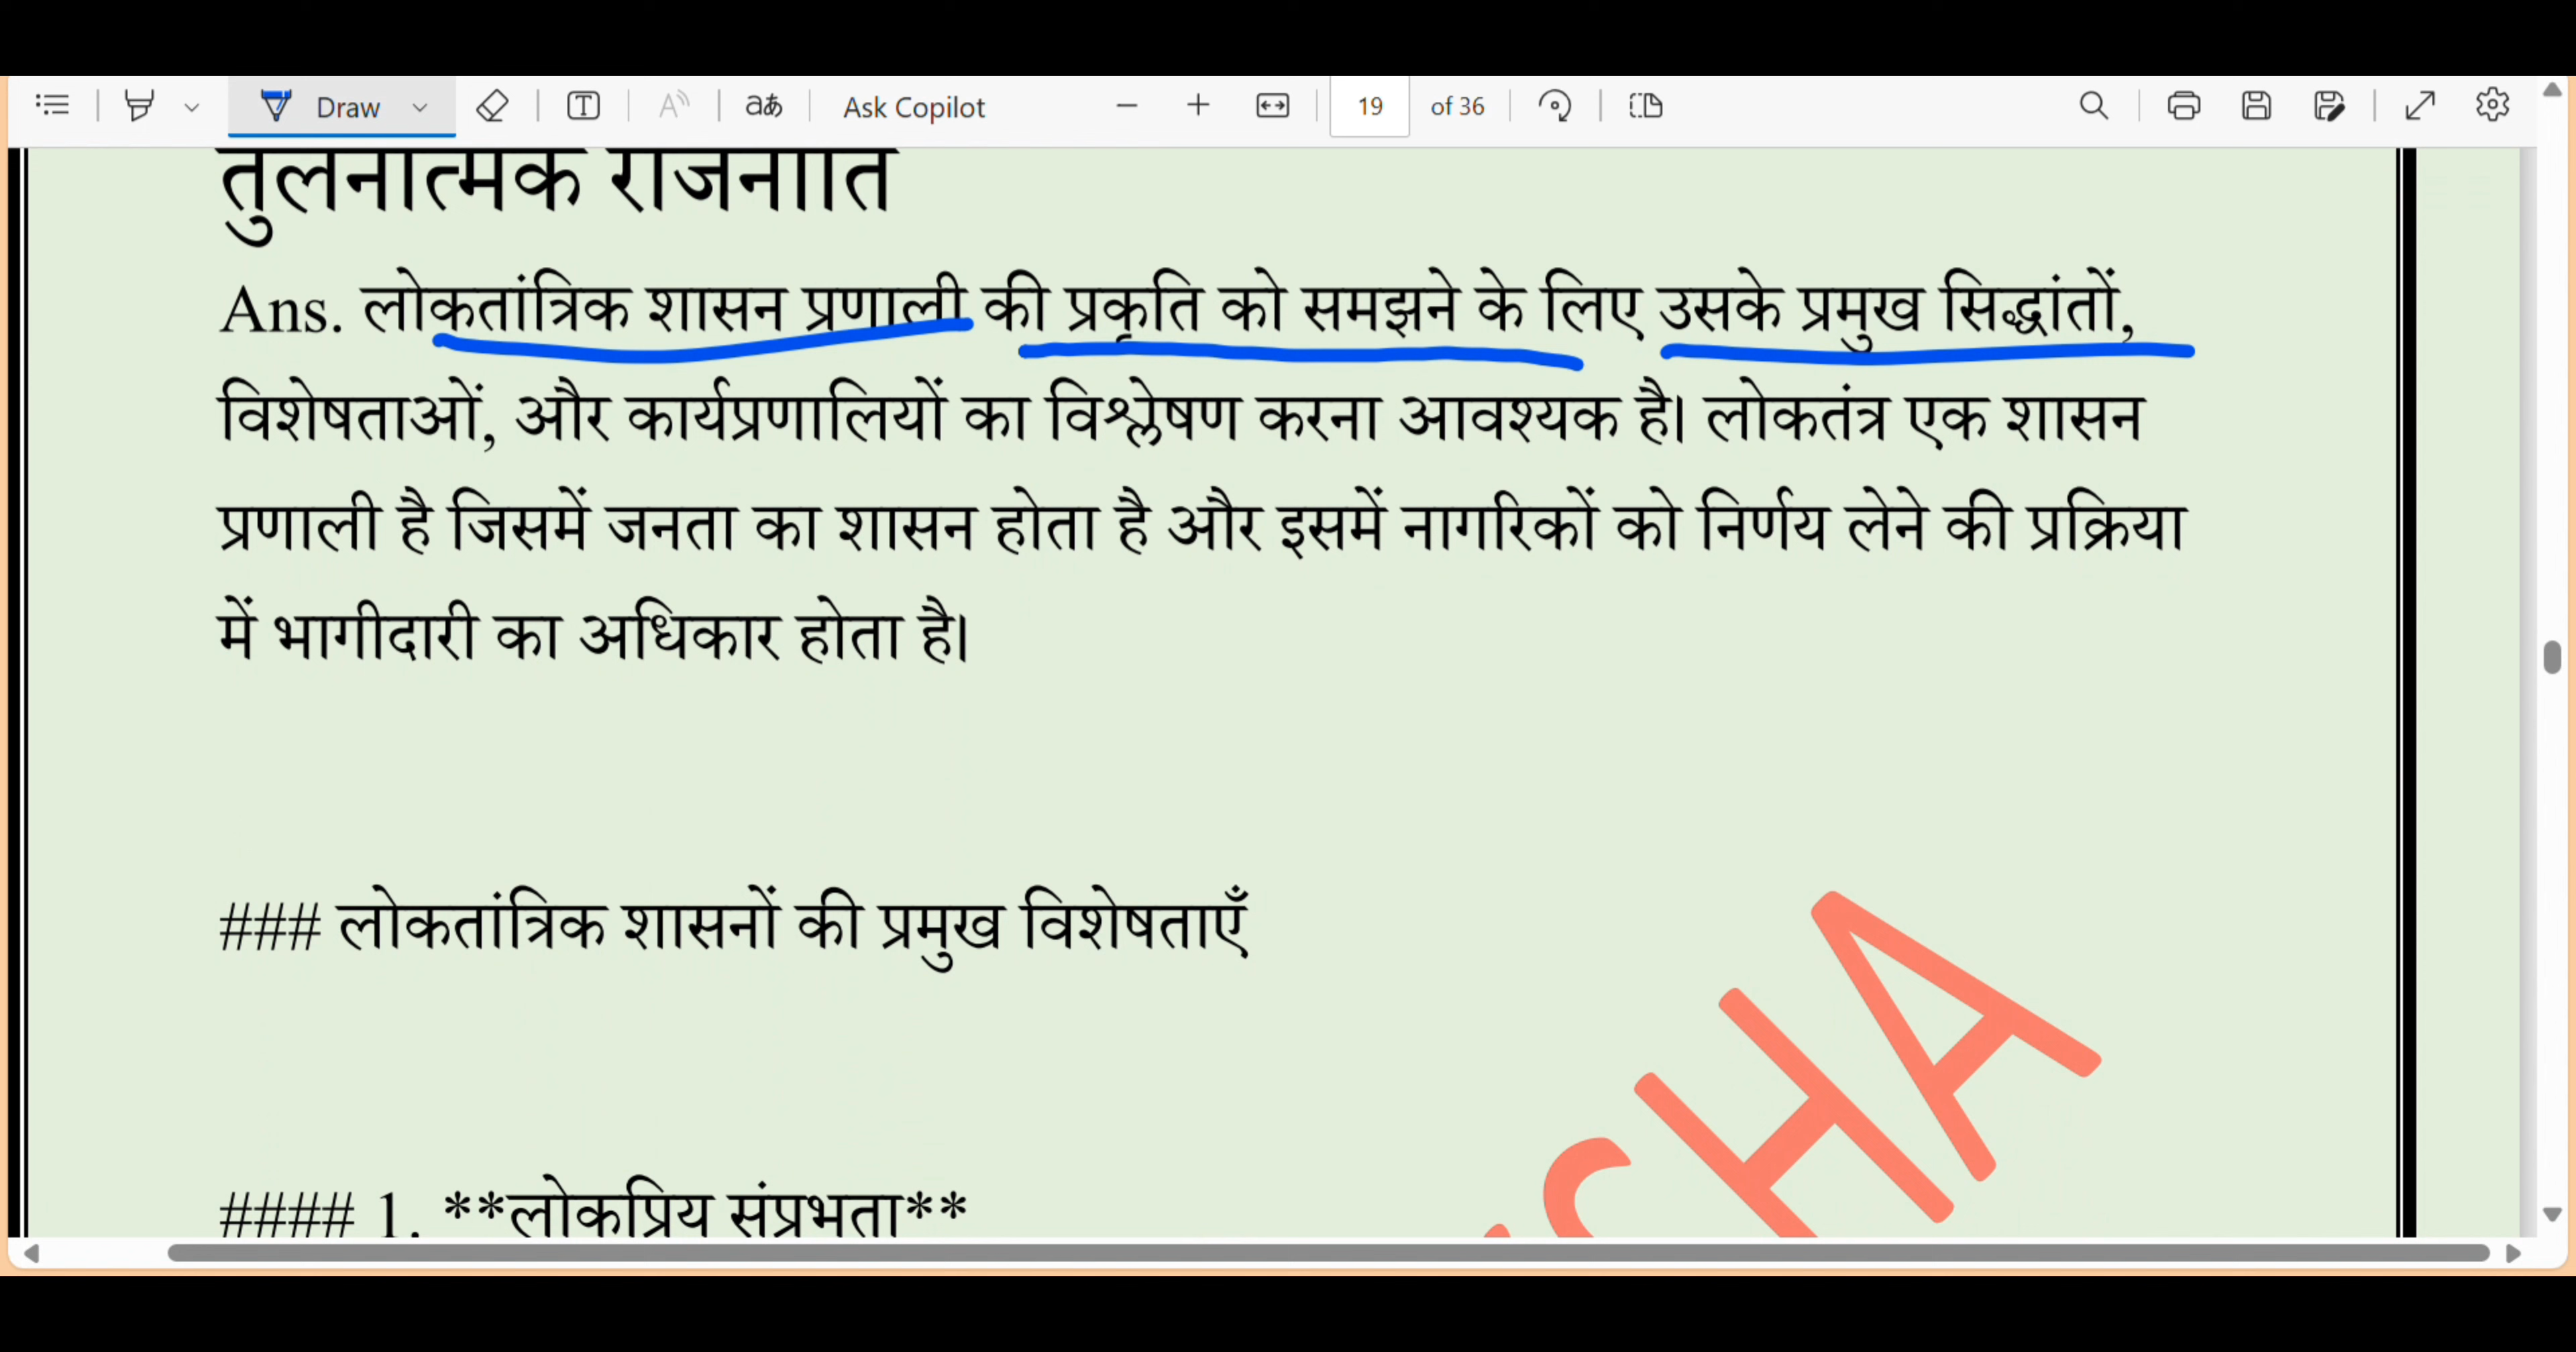 Draw
aあ
Ask Copilot
19 of 36
तुलनात्मक राजनीति
Ans. लोकतांत्रिक शासन प्रणाली की प्रकृति को समझने के लिए उसके प्रमुख सिद्धांतों,
विशेषताओं, और कार्यप्रणालियों का विश्लेषण करना आवश्यक है। लोकतंत्र एक शासन
प्रणाली है जिसमें जनता का शासन होता है और इसमें नागरिकों को निर्णय लेने की प्रक्रिया
में भागीदारी का अधिकार होता है।
### लोकतांत्रिक शासनों की प्रमुख विशेषताएँ
#### 1. **लोकप्रिय संप्रभता**